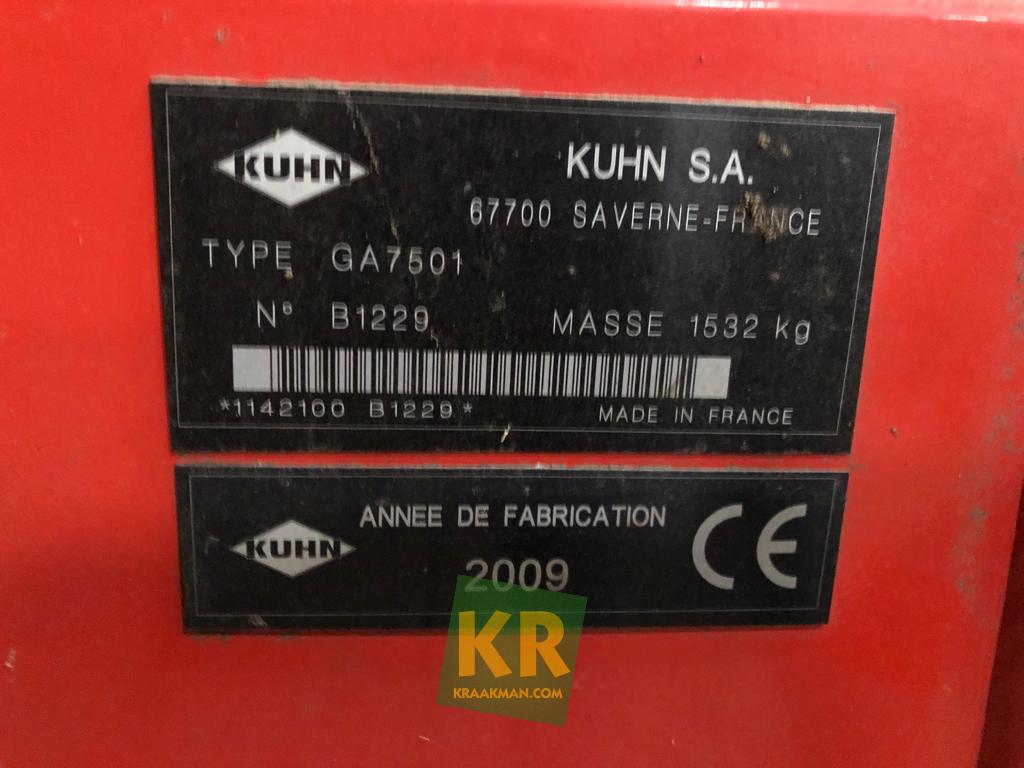 KUHN
KUHN S.A.
67700 SAVERNE-FRANCE
TYPE GA7501
N° B1229 MASSE 1532 kg
*1142100 B1229* MADE IN FRANCE
KUHN
ANNEE DE FABRICATION
2009
CE
KR
KRAAKMAN.COM